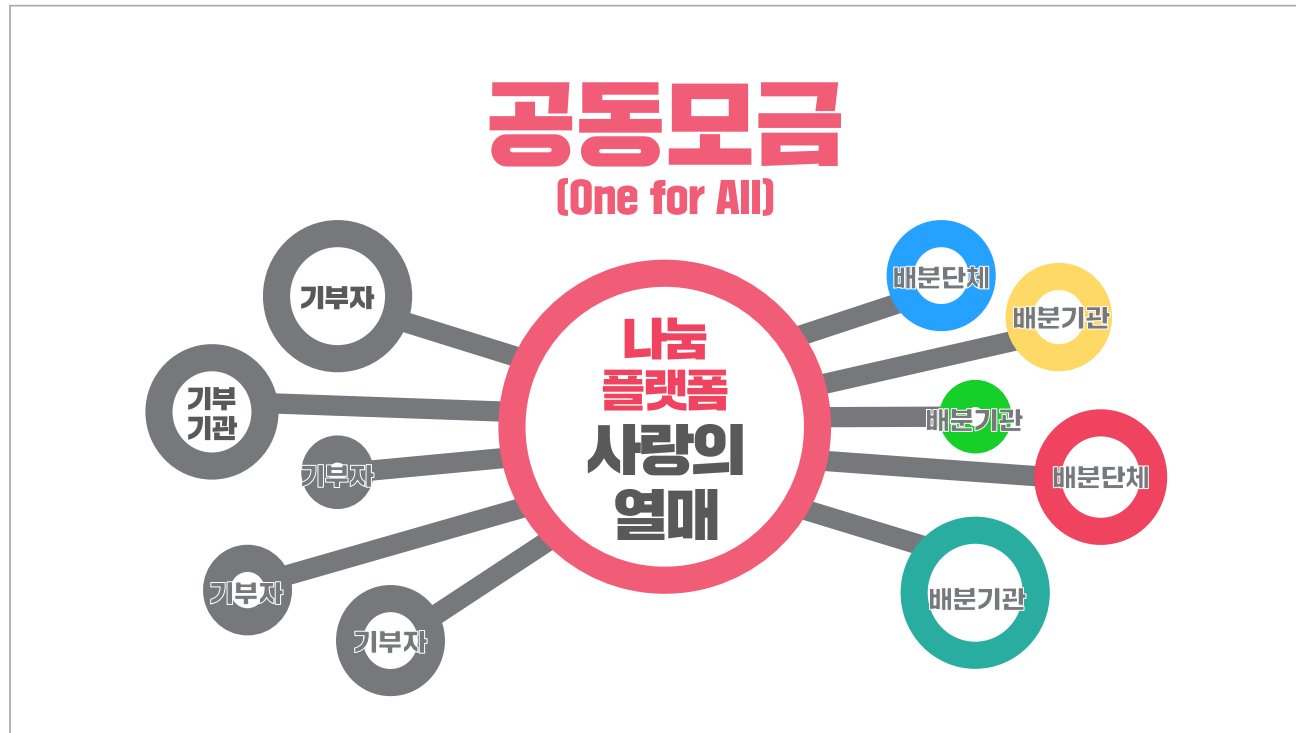 공동모금
(One for All)
기부자
기부
기관
기부자
기부자
기부자
나눔
플랫폼
사랑의
열매
배분단체
배분기관
배분기관
배분단체
배분기관